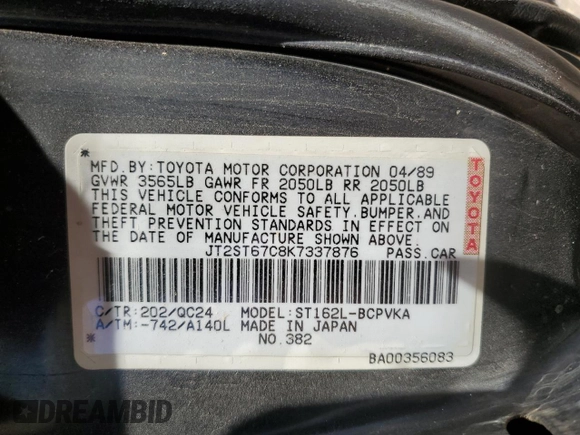 MFD.BY:TOYOTA MOTOR CORPORATION 04/89
GVWR 3565LB GAWR FR 2050LB RR 2050LB
THIS VEHICLE CONFORMS TO ALL APPLICABLE
FEDERAL MOTOR VEHICLE SAFETY,BUMPER,AND
THEFT PREVENTION STANDARDS IN EFFECT ON
THE DATE OF MANUFACTURE SHOWN ABOVE.
JT2ST67C8K7337876 PASS.CAR
TOYOTA
C/TR:202/QC24 MODEL:ST162L-BCPVKA
A/TM:-742/A140L MADE IN JAPAN
NO.382
BA00356083
DREAMBID